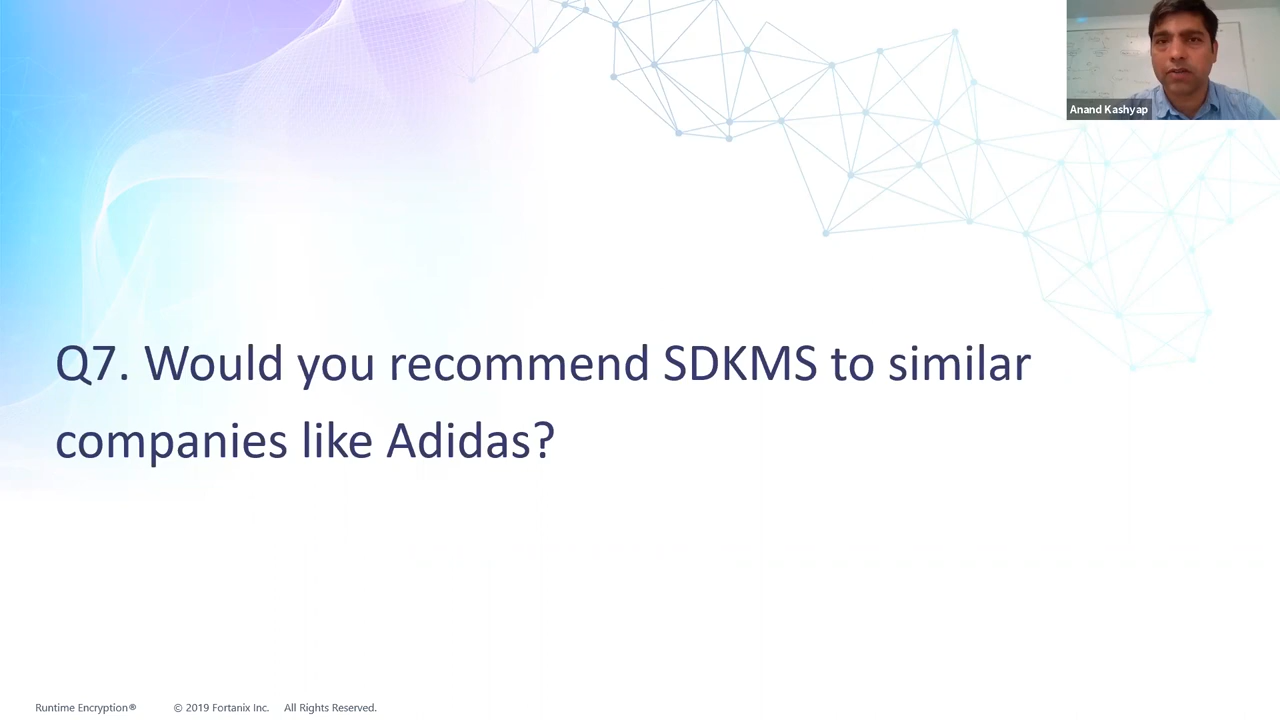 Anand Kashyap
Q7. Would you recommend SDKMS to similar
companies like Adidas?
Runtime Encryption® © 2019 Fortanix Inc. All Rights Reserved.